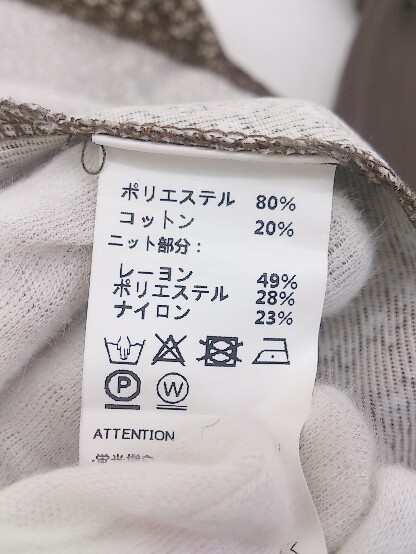 ポリエステル 80%
コットン 20%
ニット部分：
レーヨン 49%
ポリエステル 28%
ナイロン 23%
P W
ATTENTION